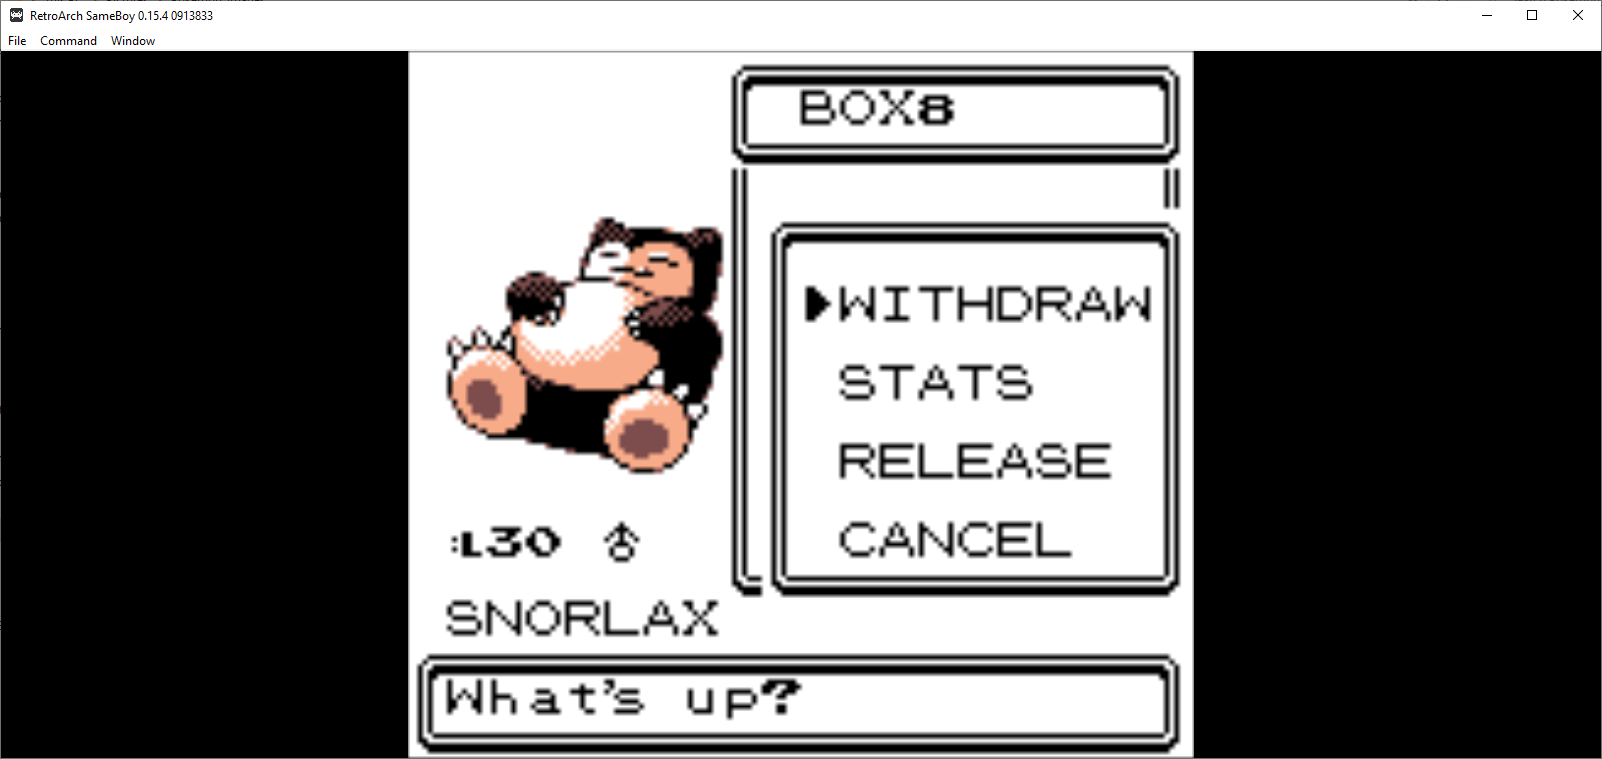 RetroArch SameBoy 0.15.4 0913833
File Command Window
BOX8
▶WITHDRAW
STATS
RELEASE
CANCEL
:L30 ♂
SNORLAX
What's up?